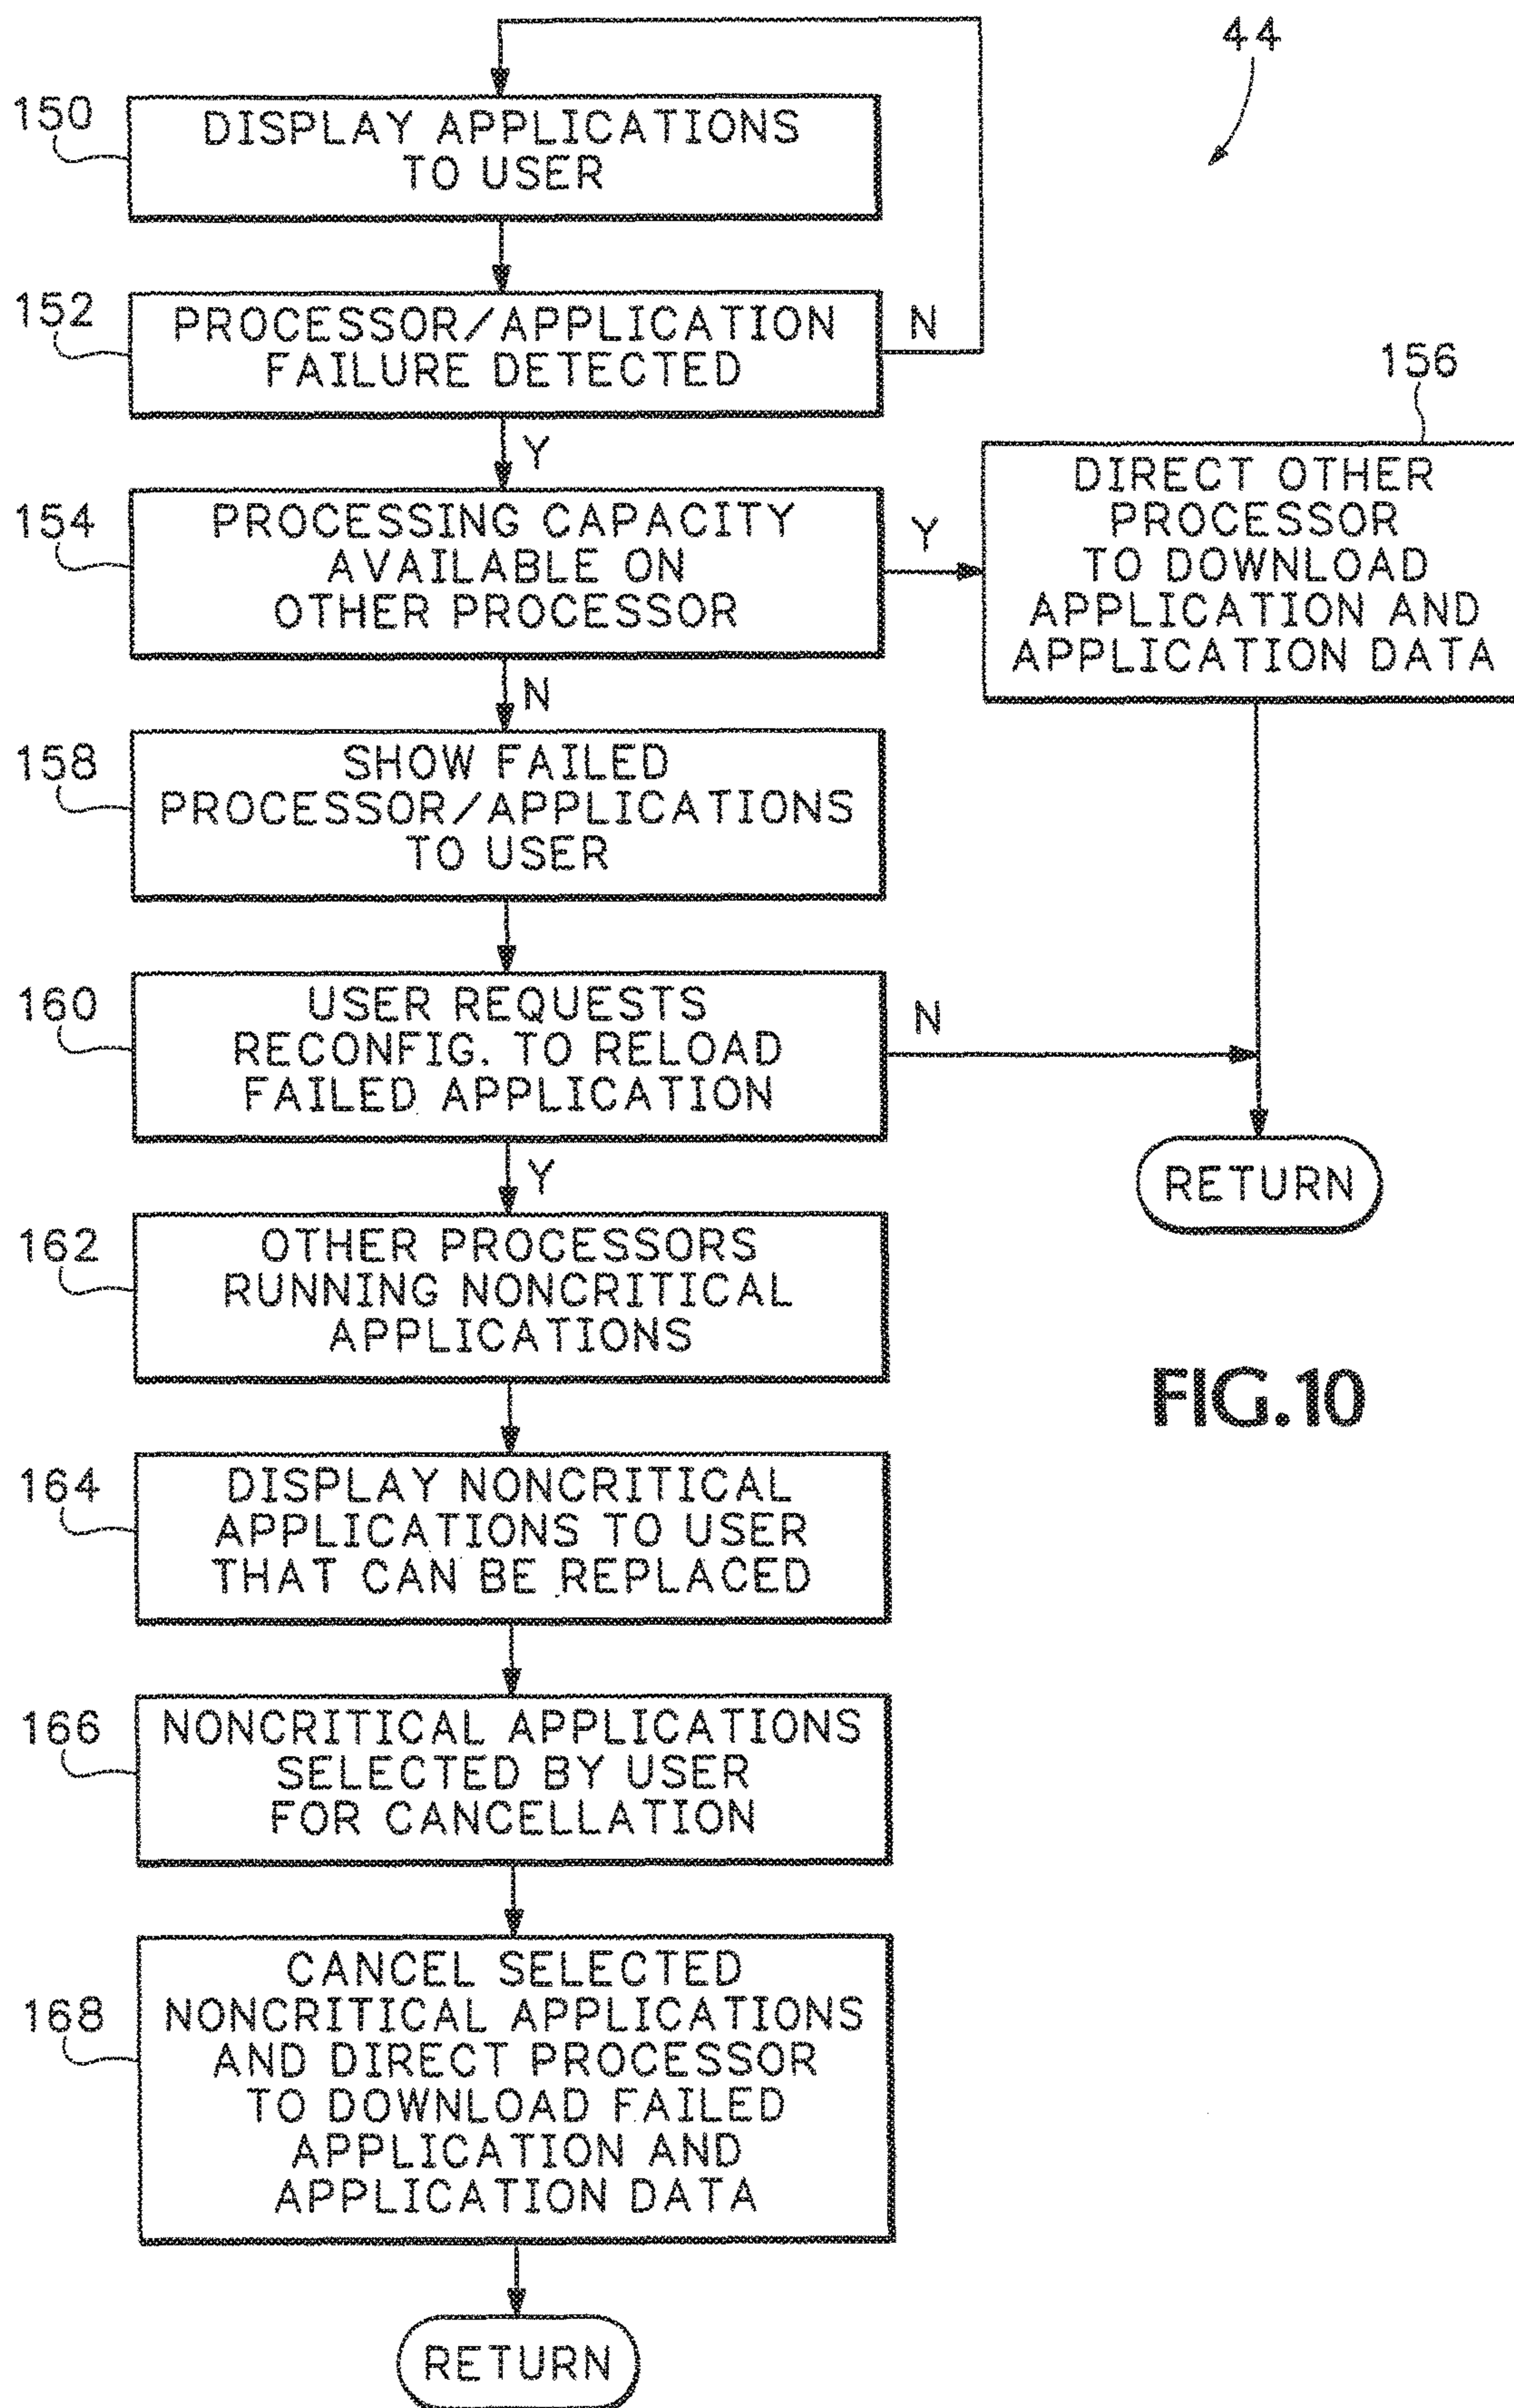 44
150
DISPLAY APPLICATIONS
TO USER
152
PROCESSOR/APPLICATION
FAILURE DETECTED
N
Y
156
DIRECT OTHER
PROCESSOR
TO DOWNLOAD
APPLICATION AND
APPLICATION DATA
154
PROCESSING CAPACITY
AVAILABLE ON
OTHER PROCESSOR
Y
N
158
SHOW FAILED
PROCESSOR/APPLICATIONS
TO USER
160
USER REQUESTS
RECONFIG. TO RELOAD
FAILED APPLICATION
N
Y
RETURN
162
OTHER PROCESSORS
RUNNING NONCRITICAL
APPLICATIONS
FIG.10
164
DISPLAY NONCRITICAL
APPLICATIONS TO USER
THAT CAN BE REPLACED
166
NONCRITICAL APPLICATIONS
SELECTED BY USER
FOR CANCELLATION
168
CANCEL SELECTED
NONCRITICAL APPLICATIONS
AND DIRECT PROCESSOR
TO DOWNLOAD FAILED
APPLICATION AND
APPLICATION DATA
RETURN